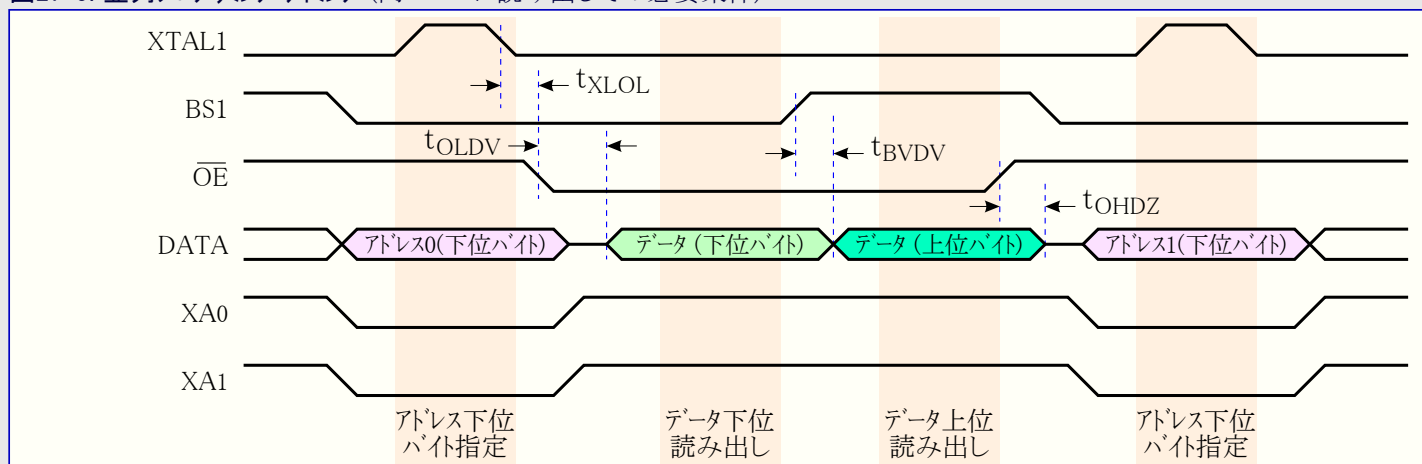 XTAL1
tXLOL
BS1
tOLDV
tBVDV
OE
tOHDZ
DATA
アドレス0(下位バイト)
データ(下位バイト)
データ(上位バイト)
アドレス1(下位バイト)
XA0
XA1
アドレス下位
バイト指定
データ下位
読み出し
データ上位
読み出し
アドレス下位
バイト指定